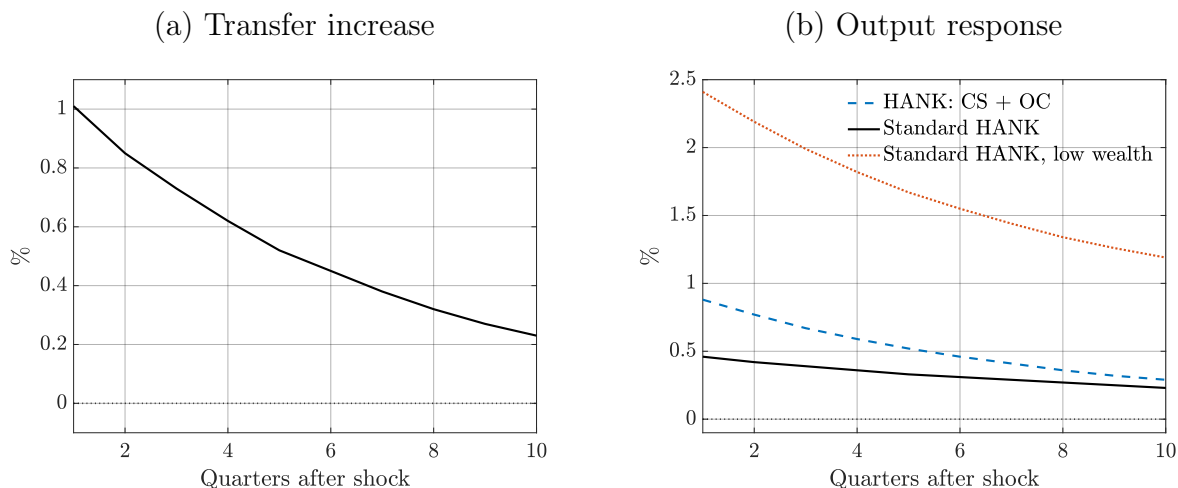 (a) Transfer increase
1
0.8
0.6
0.4
0.2
0
%
2 4 6 8 10
Quarters after shock
(b) Output response
2.5
2
1.5
1
0.5
0
%
HANK: CS + OC
Standard HANK
Standard HANK, low wealth
2 4 6 8 10
Quarters after shock